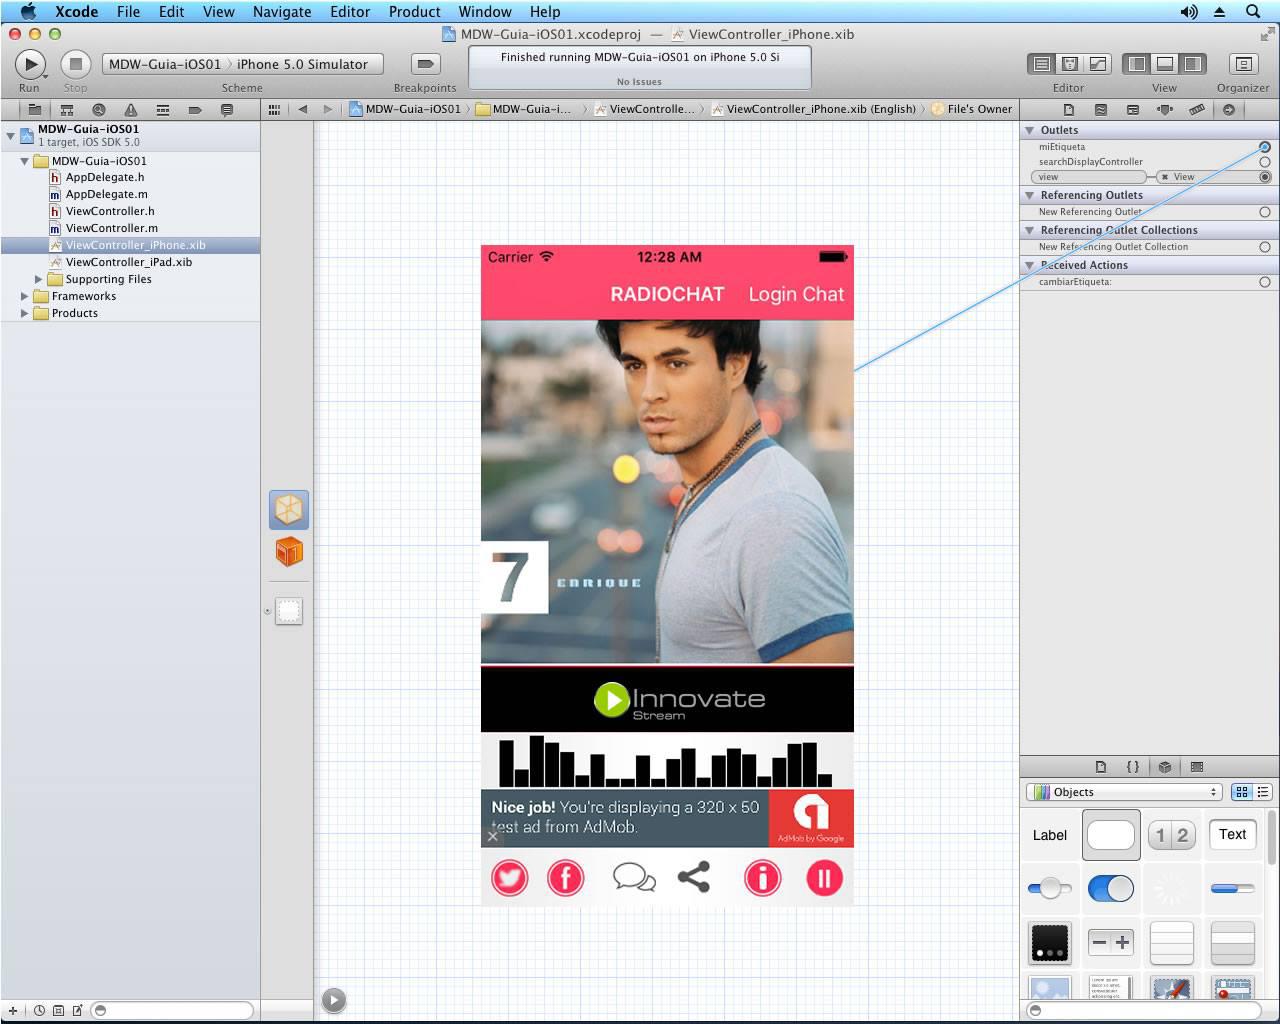 Xcode File Edit View Navigate Editor Product Window Help
MDW-Guia-iOS01.xcodeproj — ViewController_iPhone.xib
MDW-Guia-iOS01 iPhone 5.0 Simulator
Finished running MDW-Guia-iOS01 on iPhone 5.0 Si
No Issues
Run Stop Scheme Breakpoints Editor View Organizer
MDW-Guia-iOS01 MDW-Guia-i... ViewControlle... ViewController_iPhone.xib (English) File's Owner
MDW-Guia-iOS01
1 target, iOS SDK 5.0
MDW-Guia-iOS01
AppDelegate.h
AppDelegate.m
ViewController.h
ViewController.m
ViewController_iPhone.xib
ViewController_iPad.xib
Supporting Files
Frameworks
Products
Carrier 12:28 AM
RADIOCHAT Login Chat
7 ENRIQUE
Innovate
Stream
Nice job! You're displaying a 320 x 50
test ad from AdMob.
AdMob by Google
Outlets
miEtiqueta
searchDisplayController
view View
Referencing Outlets
New Referencing Outlet
Referencing Outlet Collections
New Referencing Outlet Collection
Received Actions
cambiarEtiqueta:
{ }
Objects
Label 1 2 Text